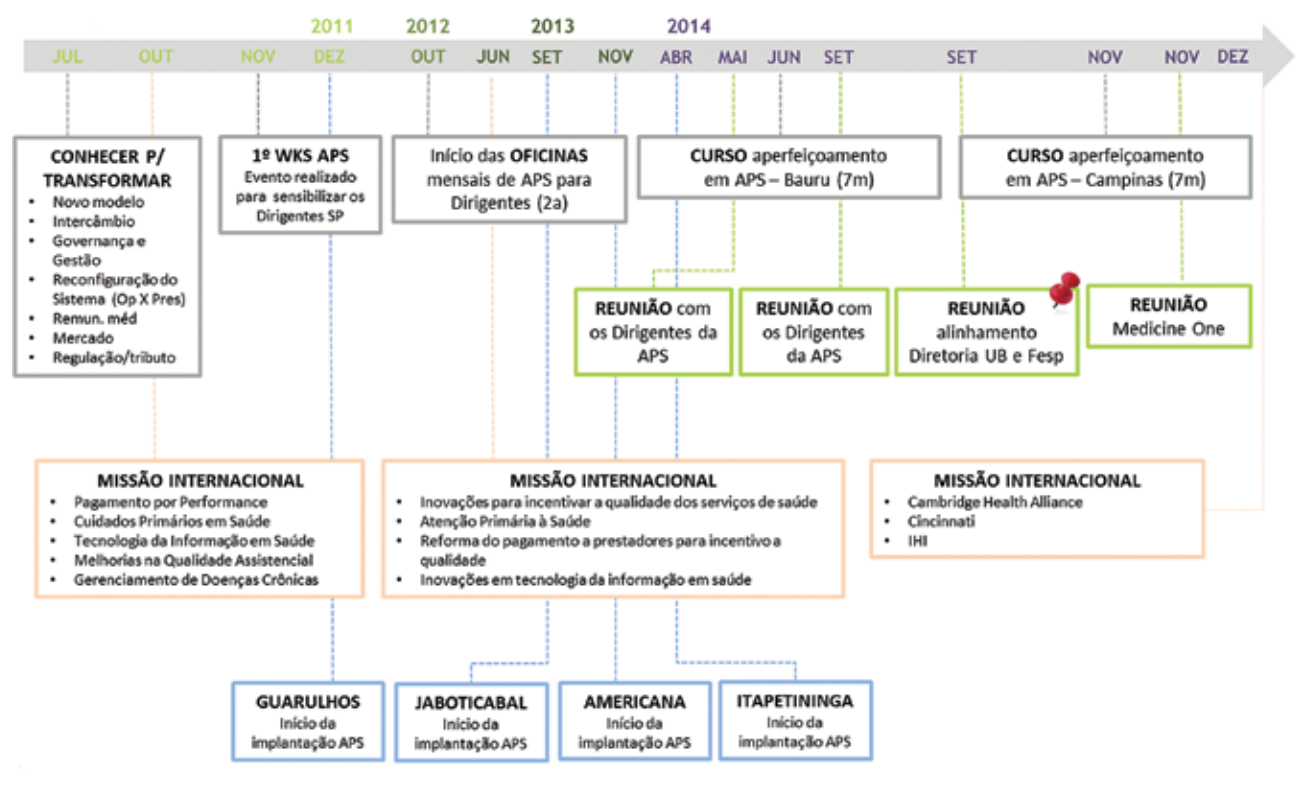 2011 2012 2013 2014
JUL OUT NOV DEZ OUT JUN SET NOV ABR MAI JUN SET SET NOV NOV DEZ
CONHECER P/
TRANSFORMAR
• Novo modelo
• Intercâmbio
• Governança e
Gestão
• Reconfiguração do
Sistema (Op X Pres)
• Remun. méd
• Mercado
• Regulação/tributo
1º WKS APS
Evento realizado
para sensibilizar os
Dirigentes SP
Início das OFICINAS
mensais de APS para
Dirigentes (2a)
CURSO aperfeiçoamento
em APS – Bauru (7m)
CURSO aperfeiçoamento
em APS – Campinas (7m)
REUNIÃO com
os Dirigentes da
APS
REUNIÃO com
os Dirigentes
da APS
REUNIÃO
alinhamento
Diretoria UB e Fesp
REUNIÃO
Medicine One
MISSÃO INTERNACIONAL
• Pagamento por Performance
• Cuidados Primários em Saúde
• Tecnologia da Informação em Saúde
• Melhorias na Qualidade Assistencial
• Gerenciamento de Doenças Crônicas
MISSÃO INTERNACIONAL
• Inovações para incentivar a qualidade dos serviços de saúde
• Atenção Primária à Saúde
• Reforma do pagamento a prestadores para incentivo a
qualidade
• Inovações em tecnologia da informação em saúde
MISSÃO INTERNACIONAL
• Cambridge Health Alliance
• Cincinnati
• IHI
GUARULHOS
Início da
implantação APS
JABOTICABAL
Início da
implantação APS
AMERICANA
Início da
implantação APS
ITAPETININGA
Início da
implantação APS